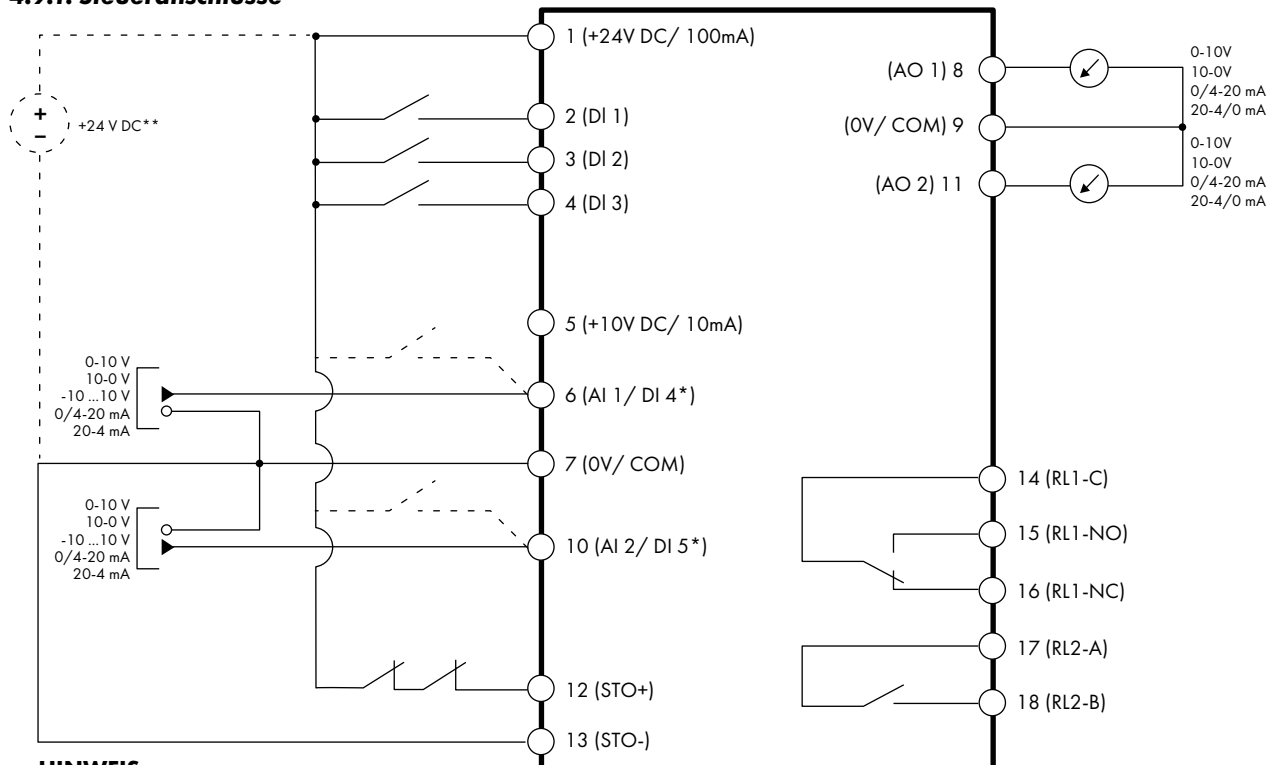 4.9.1. Steueranschlüsse
+
−
+24 V DC**
1 (+24V DC/ 100mA)
2 (DI 1)
3 (DI 2)
4 (DI 3)
5 (+10V DC/ 10mA)
0-10 V
10-0 V
-10 ...10 V
0/4-20 mA
20-4 mA
6 (AI 1/ DI 4*)
7 (0V/ COM)
0-10 V
10-0 V
-10 ...10 V
0/4-20 mA
20-4 mA
10 (AI 2/ DI 5*)
12 (STO+)
13 (STO-)
(AO 1) 8
(0V/ COM) 9
(AO 2) 11
0-10V
10-0V
0/4-20 mA
20-4/0 mA
0-10V
10-0V
0/4-20 mA
20-4/0 mA
14 (RL1-C)
15 (RL1-NO)
16 (RL1-NC)
17 (RL2-A)
18 (RL2-B)
HINWEIS